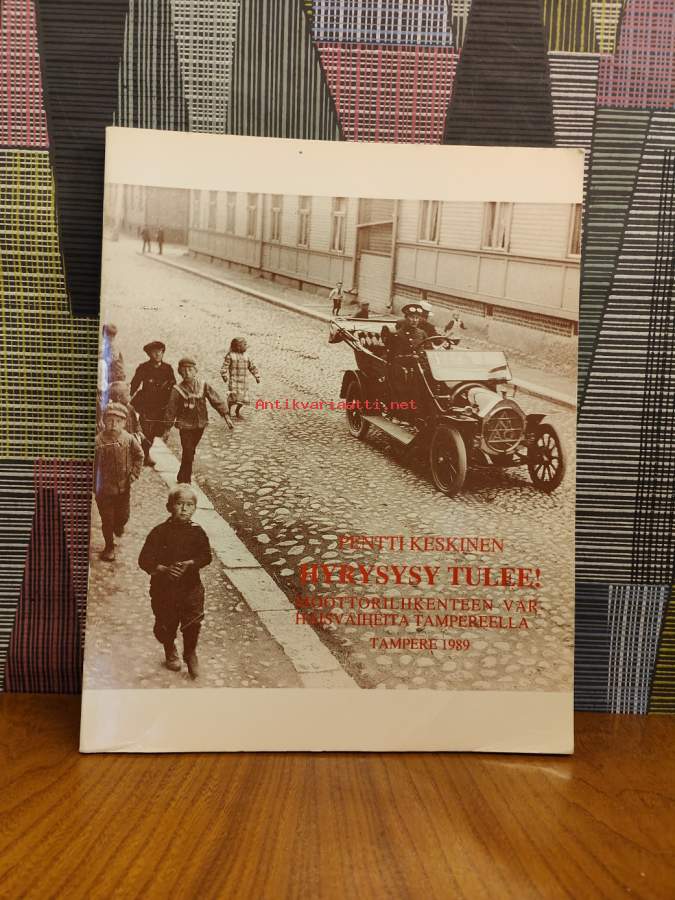 Antikvariaatti.net
PENTTI KESKINEN
HYRYSYSY TULEE!
MOOTTORILIIKENTEEN VAR-
HAISVAIHEITA TAMPEREELLA
TAMPERE 1989